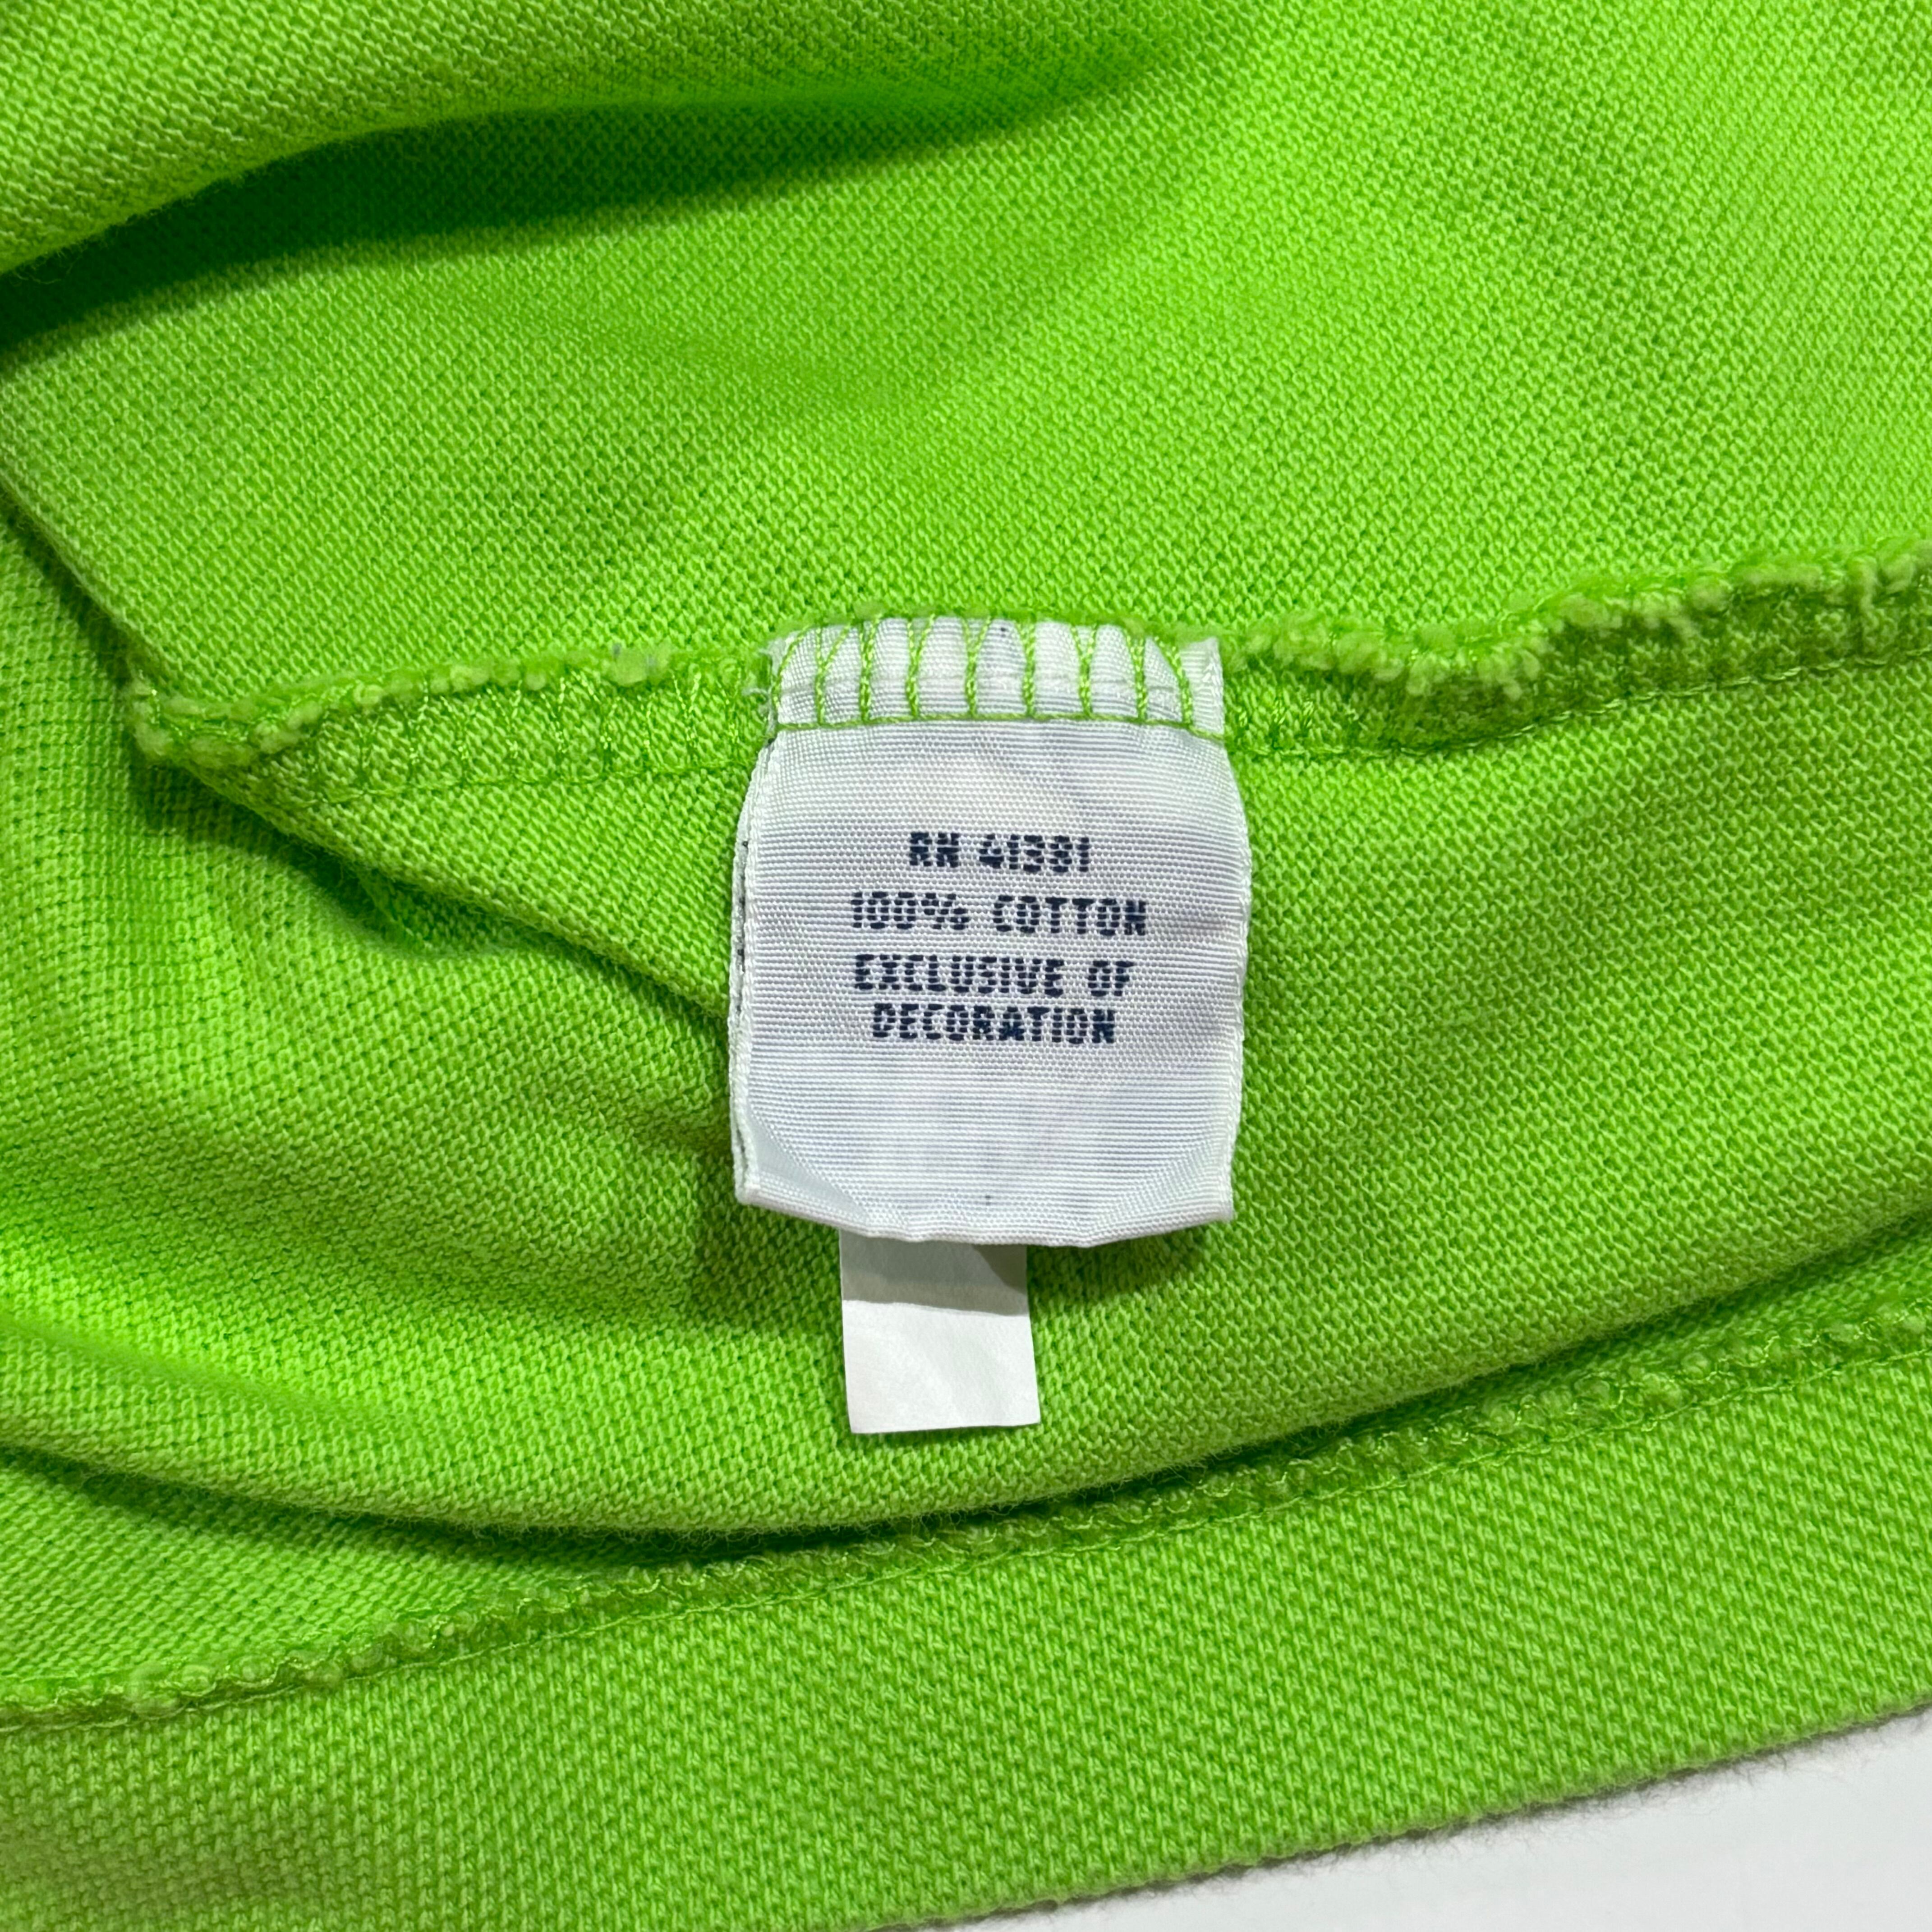 RN 41381
100% COTTON
EXCLUSIVE OF
DECORATION